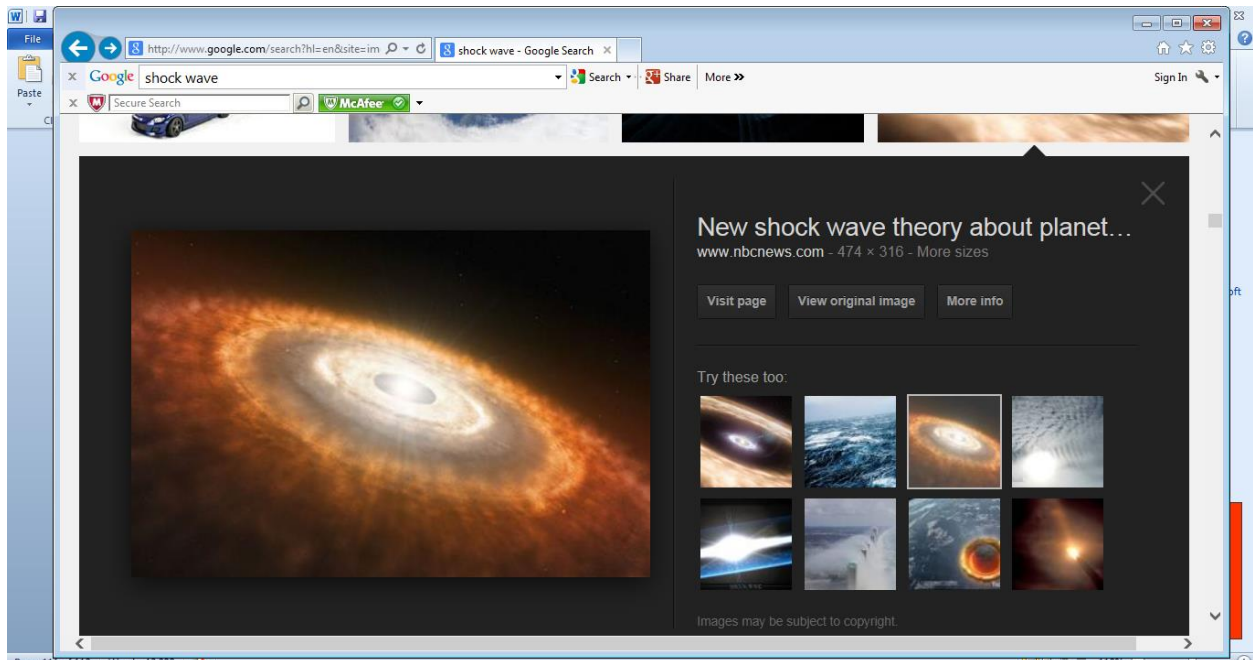 W
File
Paste
http://www.google.com/search?hl=en&site=im
shock wave - Google Search
Google shock wave Search Share More »
Sign In
Secure Search McAfee
New shock wave theory about planet…
www.nbcnews.com - 474 × 316 - More sizes
Visit page View original image More info
Try these too:
Images may be subject to copyright.